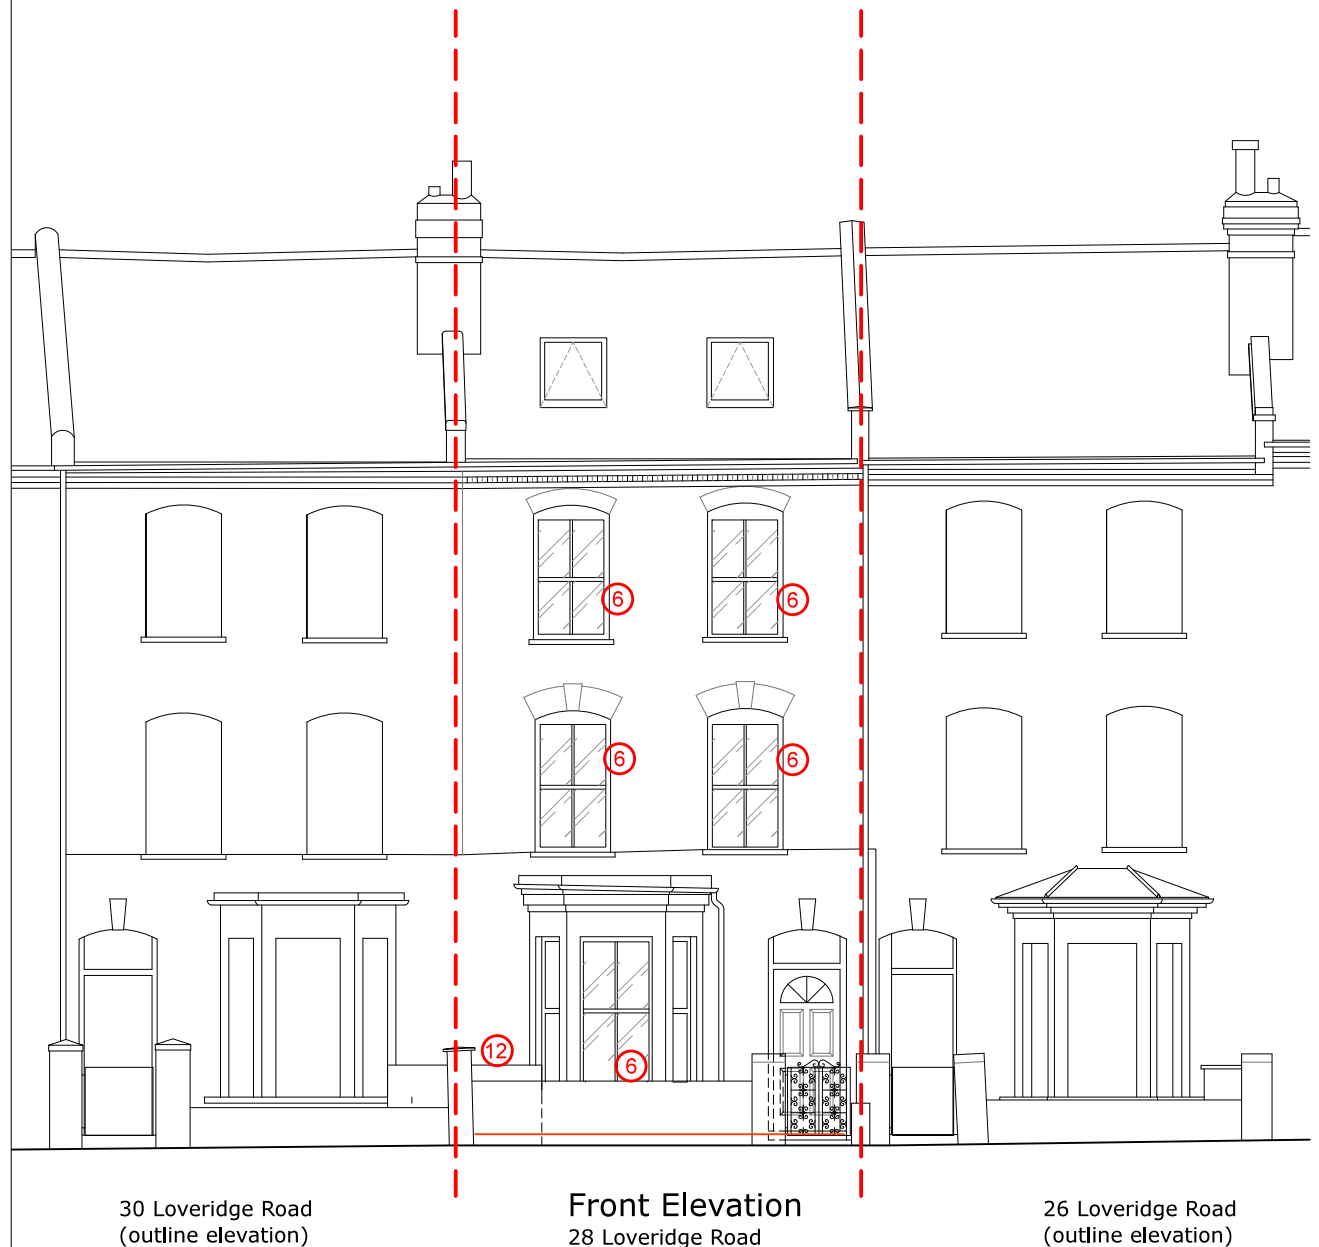 6
6
6
6
12
6
30 Loveridge Road
(outline elevation)
Front Elevation
28 Loveridge Road
26 Loveridge Road
(outline elevation)